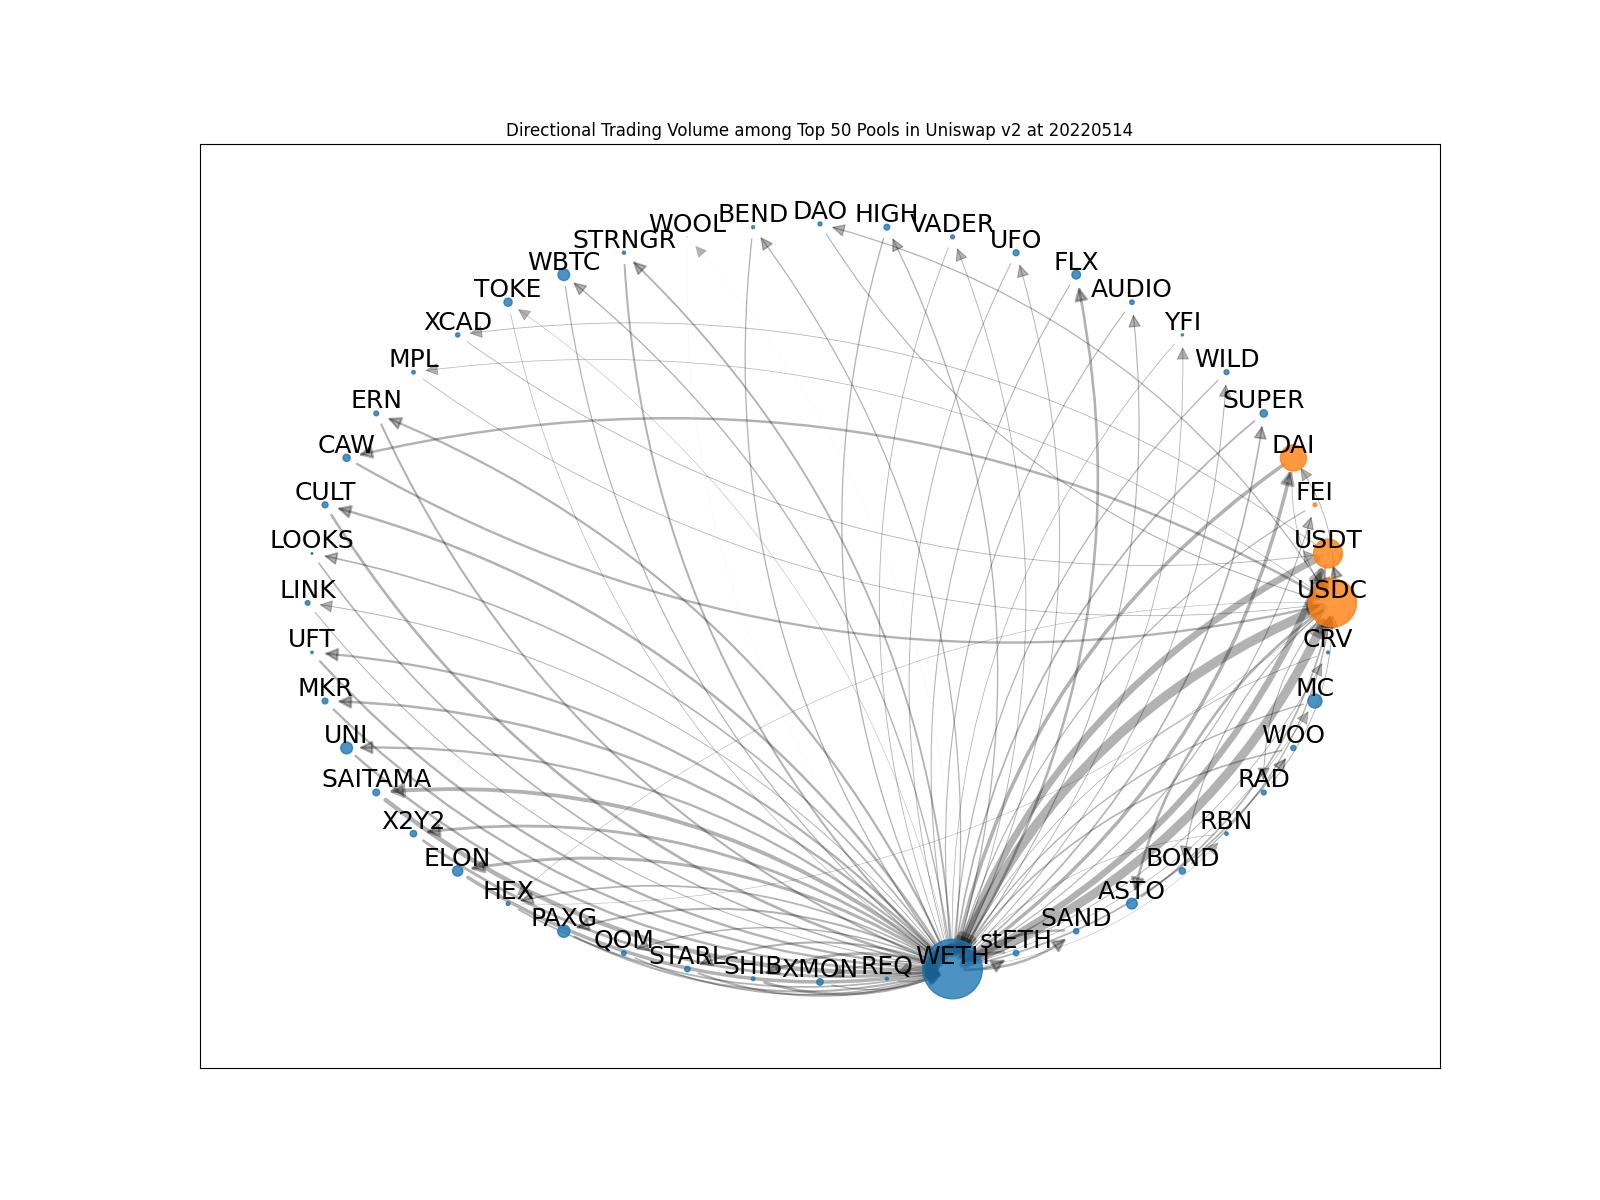 Directional Trading Volume among Top 50 Pools in Uniswap v2 at 20220514
DAO
HIGH
BEND
VADER
WOOL
UFO
STRNGR
FLX
WBTC
AUDIO
TOKE
YFI
XCAD
WILD
MPL
SUPER
ERN
DAI
CAW
FEI
CULT
USDT
LOOKS
USDC
LINK
CRV
UFT
MC
MKR
WOO
UNI
RAD
SAITAMA
RBN
X2Y2
BOND
ELON
ASTO
HEX
SAND
PAXG
stETH
QOM
WETH
STARL
REQ
SHIB
XMON